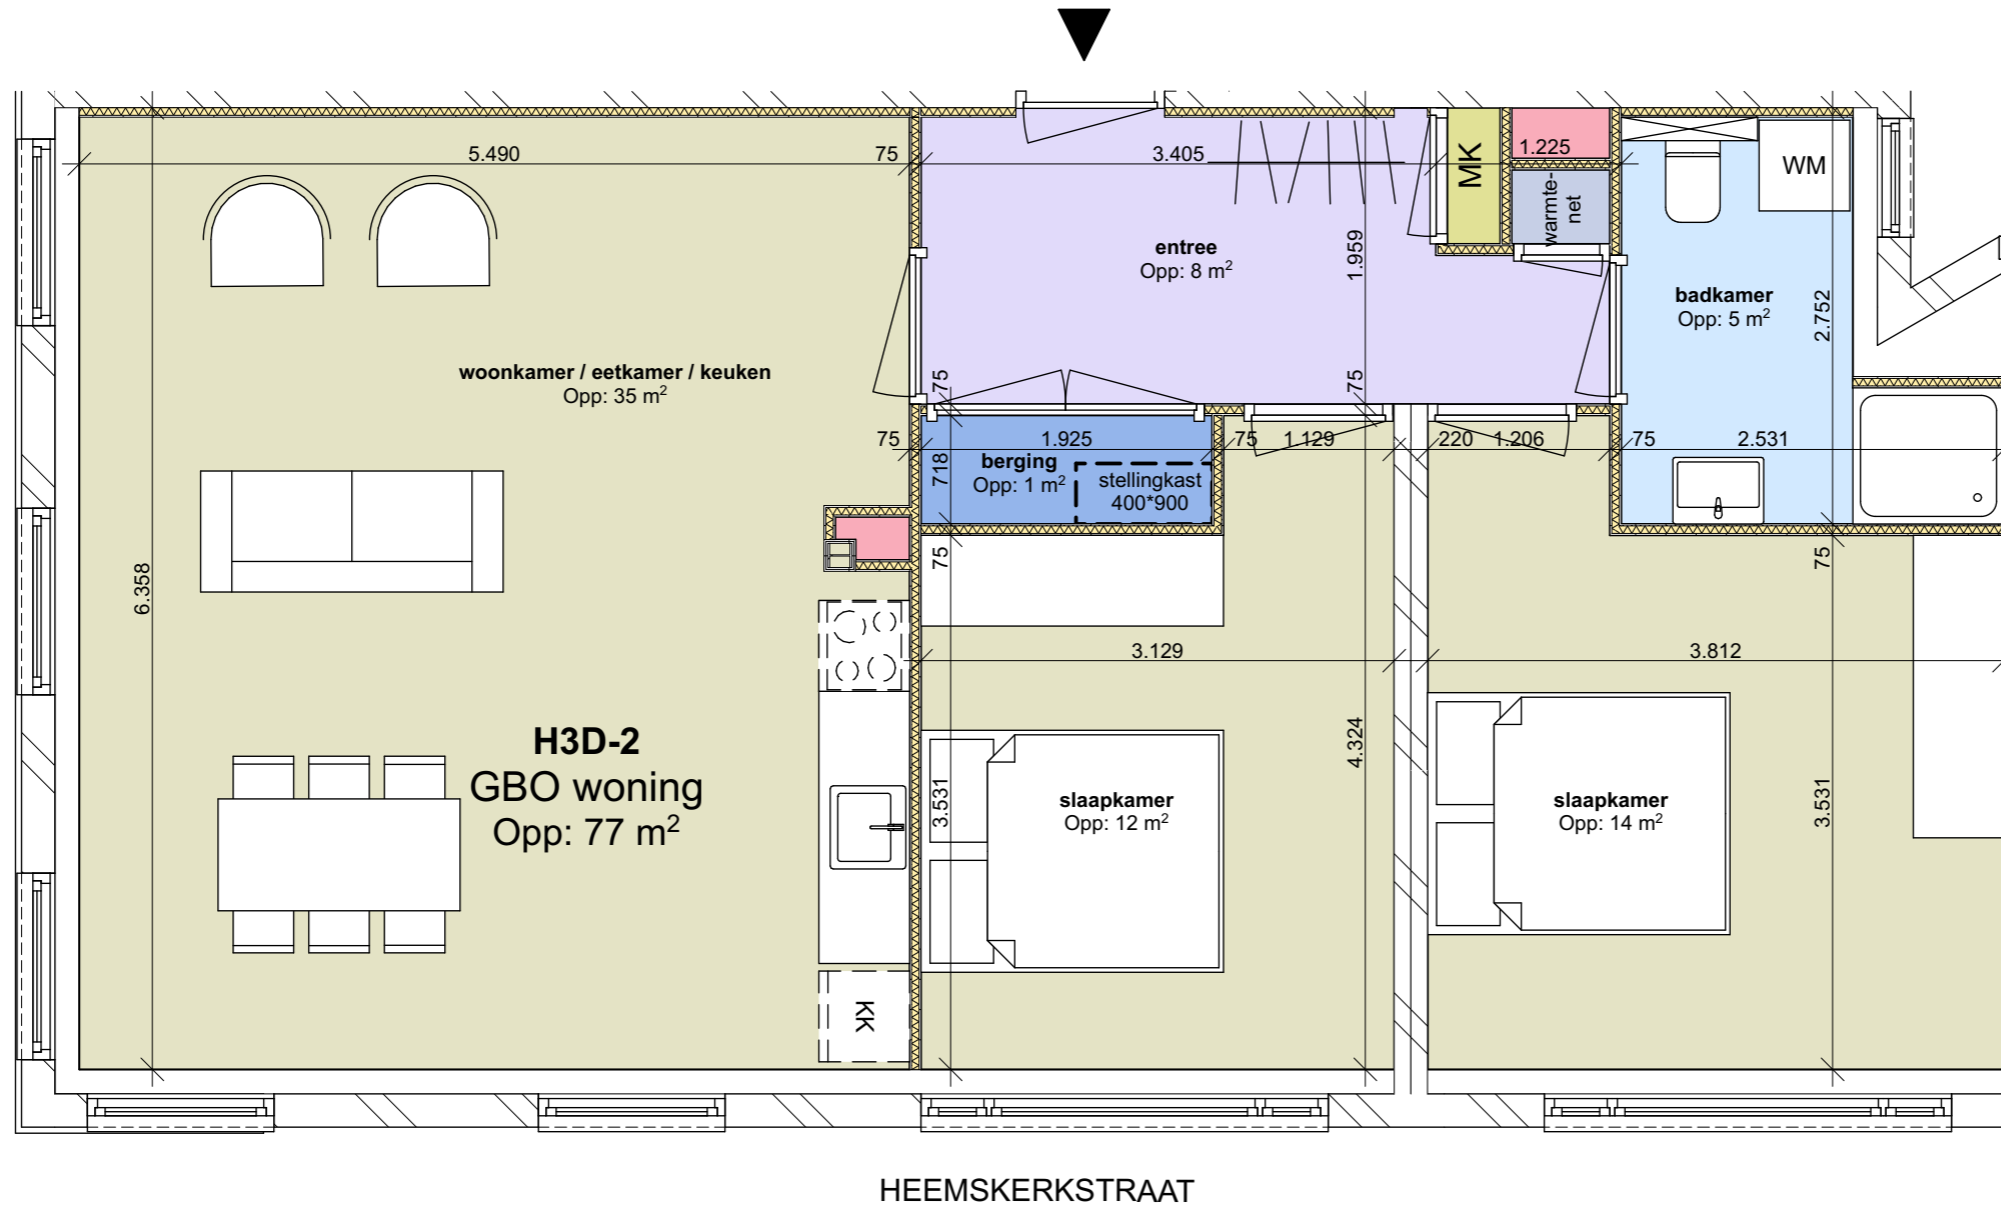 5.490
75
3.405
1.225
MK
WM
warmte-
net
entree
Opp: 8 m²
1.959
badkamer
Opp: 5 m²
2.752
woonkamer / eetkamer / keuken
Opp: 35 m²
75
75
75
1.925
75
1.129
220
1.206
75
2.531
718
berging
Opp: 1 m²
stellingkast
400*900
75
75
6.358
3.129
3.812
H3D-2
GBO woning
Opp: 77 m²
4.324
3.531
slaapkamer
Opp: 12 m²
slaapkamer
Opp: 14 m²
3.531
KK
HEEMSKERKSTRAAT